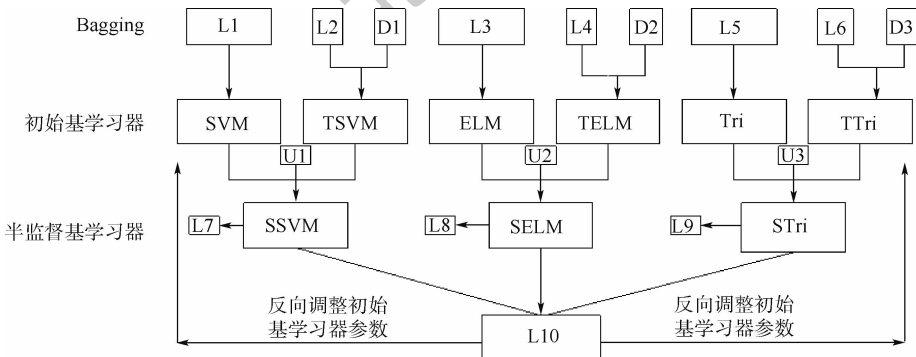 Bagging L1 L2 D1 L3 L4 D2 L5 L6 D3
初始基学习器 SVM TSVM ELM TELM Tri TTri
U1 U2 U3
半监督基学习器 L7 SSVM L8 SELM L9 STri
反向调整初始 反向调整初始
基学习器参数 L10 基学习器参数